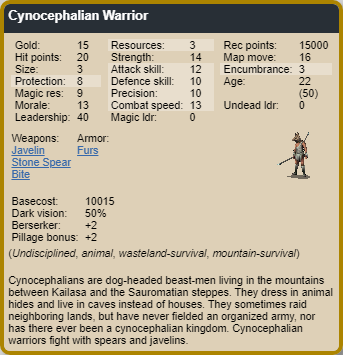 Cynocephalian Warrior
Gold: 15 Resources: 3 Rec points: 15000
Hit points: 20 Strength: 14 Map move: 16
Size: 3 Attack skill: 12 Encumbrance: 3
Protection: 8 Defence skill: 10 Age: 22
Magic res: 9 Precision: 10 (50)
Morale: 13 Combat speed: 13 Undead ldr: 0
Leadership: 40 Magic ldr: 0
Weapons: Armor:
Javelin Furs
Stone Spear
Bite
Basecost: 10015
Dark vision: 50%
Berserker: +2
Pillage bonus: +2
(Undisciplined, animal, wasteland-survival, mountain-survival)
Cynocephalians are dog-headed beast-men living in the mountains
between Kailasa and the Sauromatian steppes. They dress in animal
hides and live in caves instead of houses. They sometimes raid
neighboring lands, but have never fielded an organized army, nor
has there ever been a cynocephalian kingdom. Cynocephalian
warriors fight with spears and javelins.